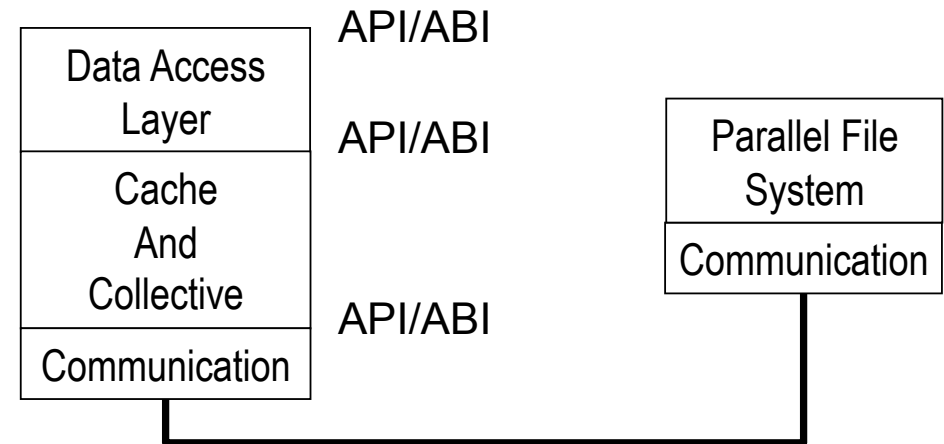 API/ABI
Data Access
Layer
API/ABI
Cache
And
Collective
API/ABI
Communication
Parallel File
System
Communication